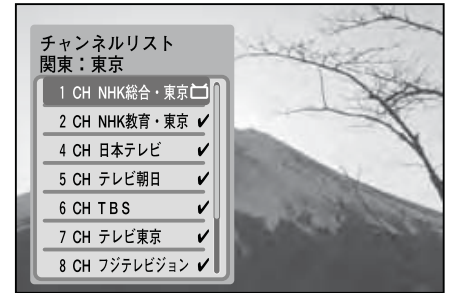 チャンネルリスト
関東：東京
1 CH NHK総合・東京
2 CH NHK教育・東京 ✔
4 CH 日本テレビ ✔
5 CH テレビ朝日 ✔
6 CH TBS ✔
7 CH テレビ東京 ✔
8 CH フジテレビジョン ✔